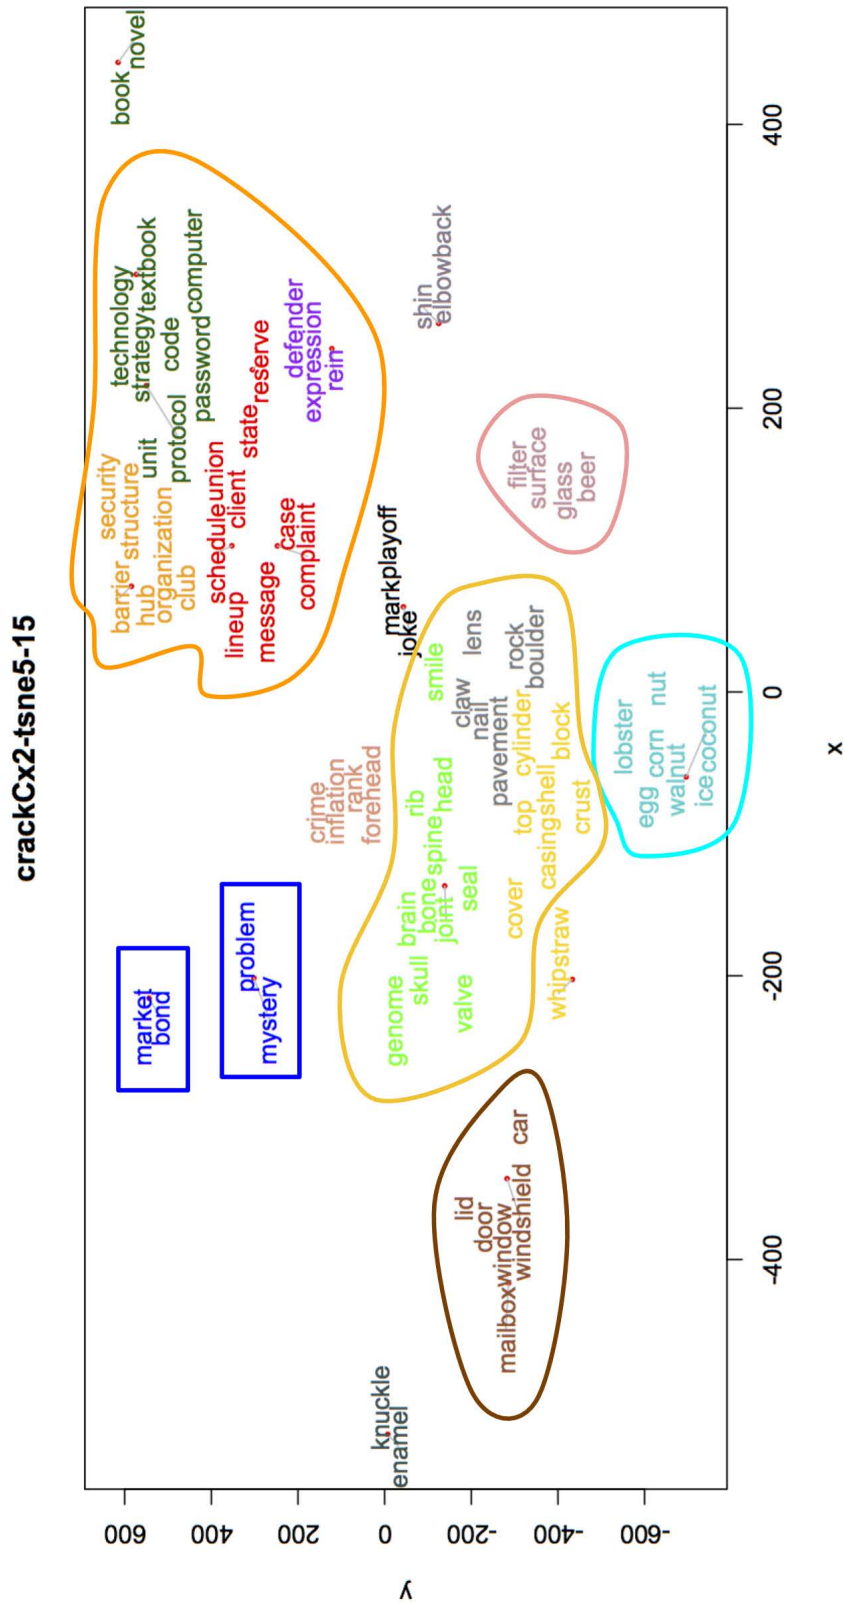 crackCx2-tsne5-15
book
novel
technology
strategy
textbook
code
computer
password
protocol
unit
security
structure
barrier
hub
organization
club
defender
expression
rein
reserve
state
union
schedule
client
lineup
message
case
complaint
shin
elbow
back
filter
surface
glass
beer
mark
playoff
joke
smile
lens
rock
boulder
claw
nail
pavement
cylinder
top
block
shell
casing
crust
cover
whip
straw
rib
head
spine
brain
bone
joint
seal
skull
genome
valve
crime
inflation
rank
forehead
market
bond
problem
mystery
lobster
nut
corn
egg
walnut
coconut
ice
car
lid
door
window
windshield
mailbox
knuckle
enamel
600
400
200
0
-200
-400
-600
y
-400
-200
0
200
400
x